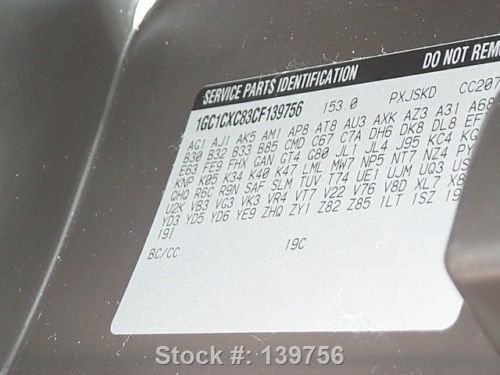 SERVICE PARTS IDENTIFICATION DO NOT REM
1GC1CXC83CF139756 153.0 PXJSKD CC207
AG1 AJ1 AK5 AM1 AP8 AT8 AU3 AXK AZ3 A31 A68
B30 B32 B33 B85 CMD C67 C7A DH6 DK8 DL8 EF7
E63 FE9 FHX GAN GT4 G80 JL1 JL4 J95 KC4 KG
KNP K05 K34 K40 K47 LML MW7 NP5 NT7 NZ4 PY
QHQ R6C R9N SAF SLM TUV T74 UE1 UJM UQ3 US
U2K VB3 VG3 VK3 VR4 VT7 V22 V76 V8D XL7 X8
YD3 YD5 YD6 YE9 ZHQ ZY1 Z82 Z85 1LT 1SZ 19
191
BC/CC 19C
Stock #: 139756